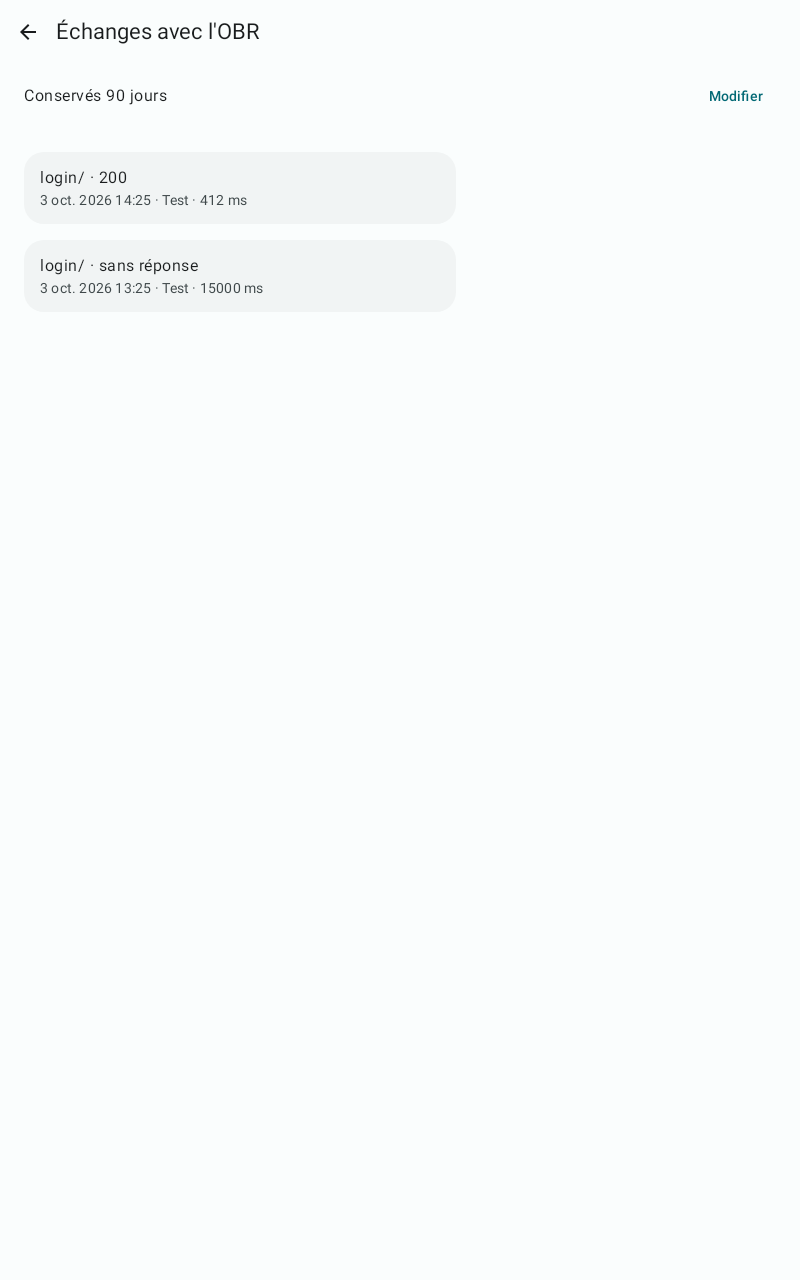 Échanges avec l'OBR
Conservés 90 jours
Modifier
login/ · 200
3 oct. 2026 14:25 · Test · 412 ms
login/ · sans réponse
3 oct. 2026 13:25 · Test · 15000 ms